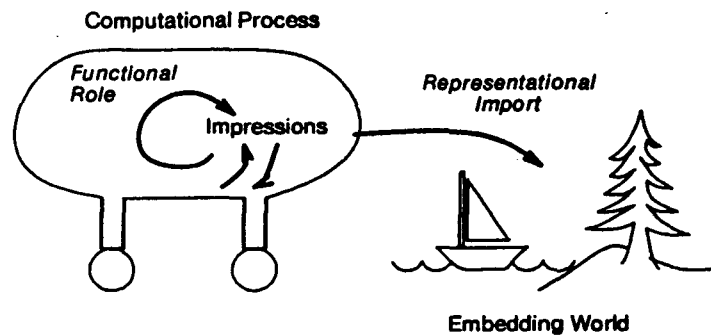 Computational Process
Functional
Role
Impressions
Representational
Import
Embedding World